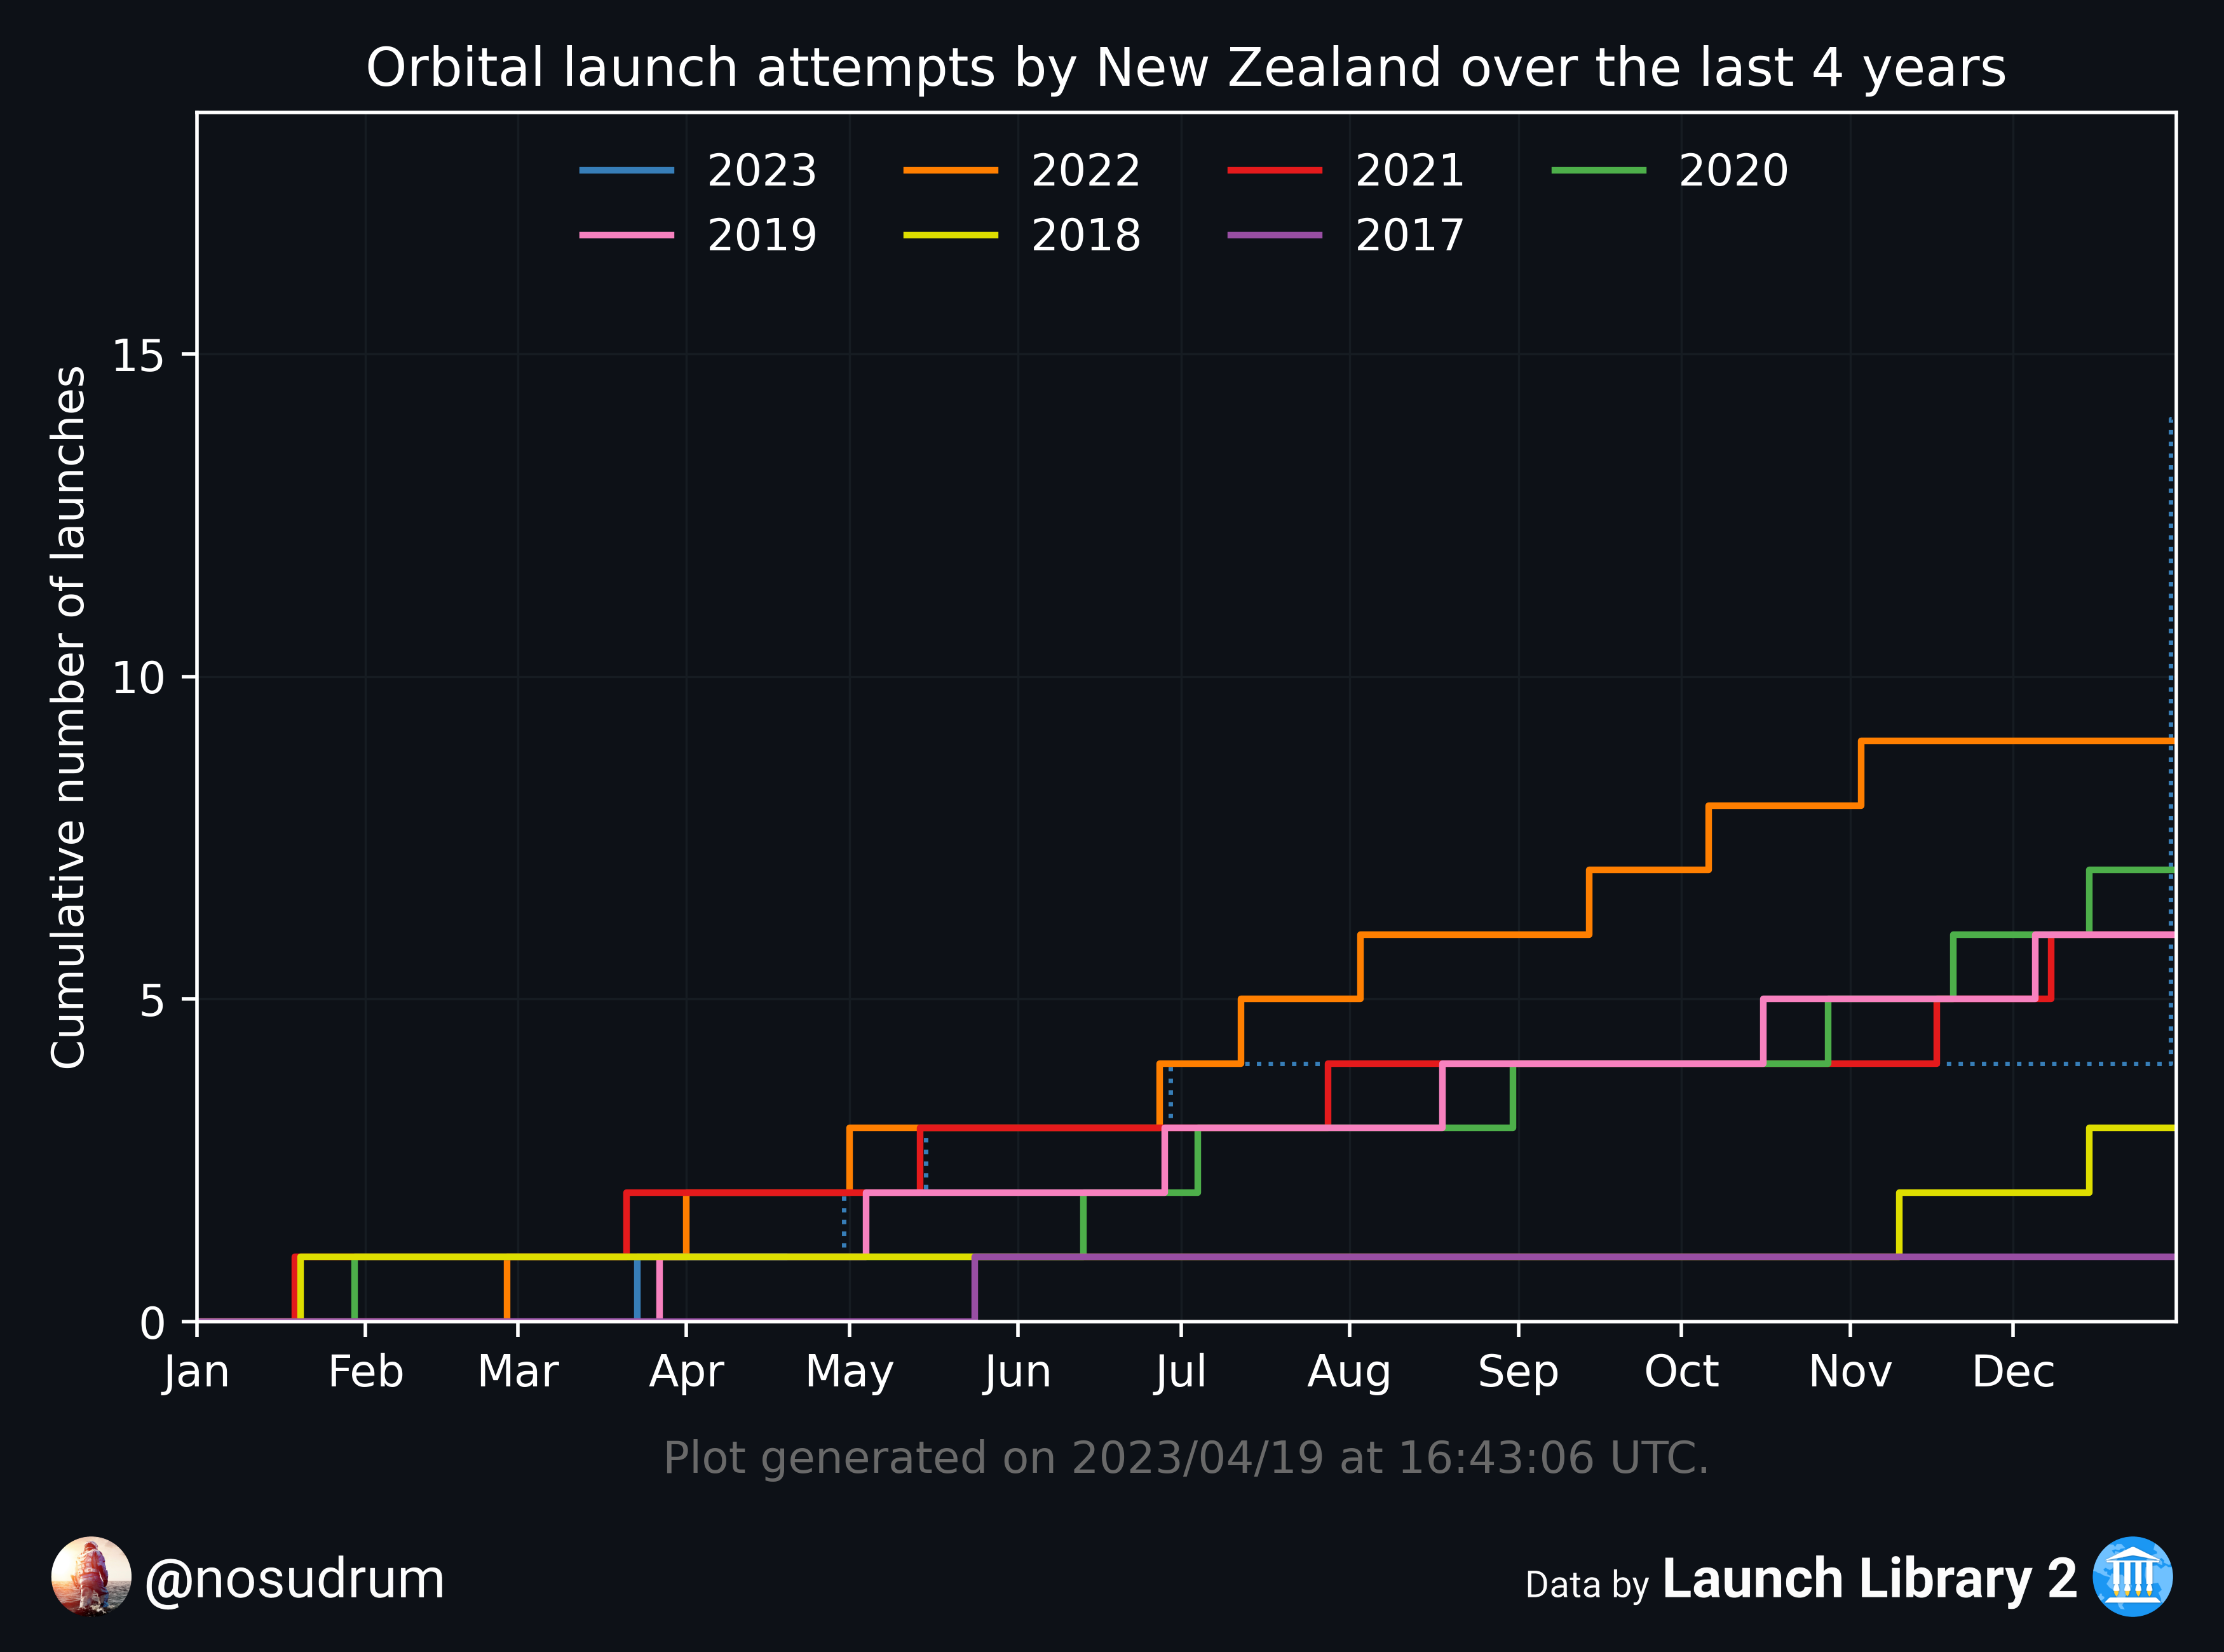 Orbital launch attempts by New Zealand over the last 4 years
2023 2022 2021 2020
2019 2018 2017
Cumulative number of launches
15
10
5
0
Jan Feb Mar Apr May Jun Jul Aug Sep Oct Nov Dec
Plot generated on 2023/04/19 at 16:43:06 UTC.
@nosudrum
Data by Launch Library 2